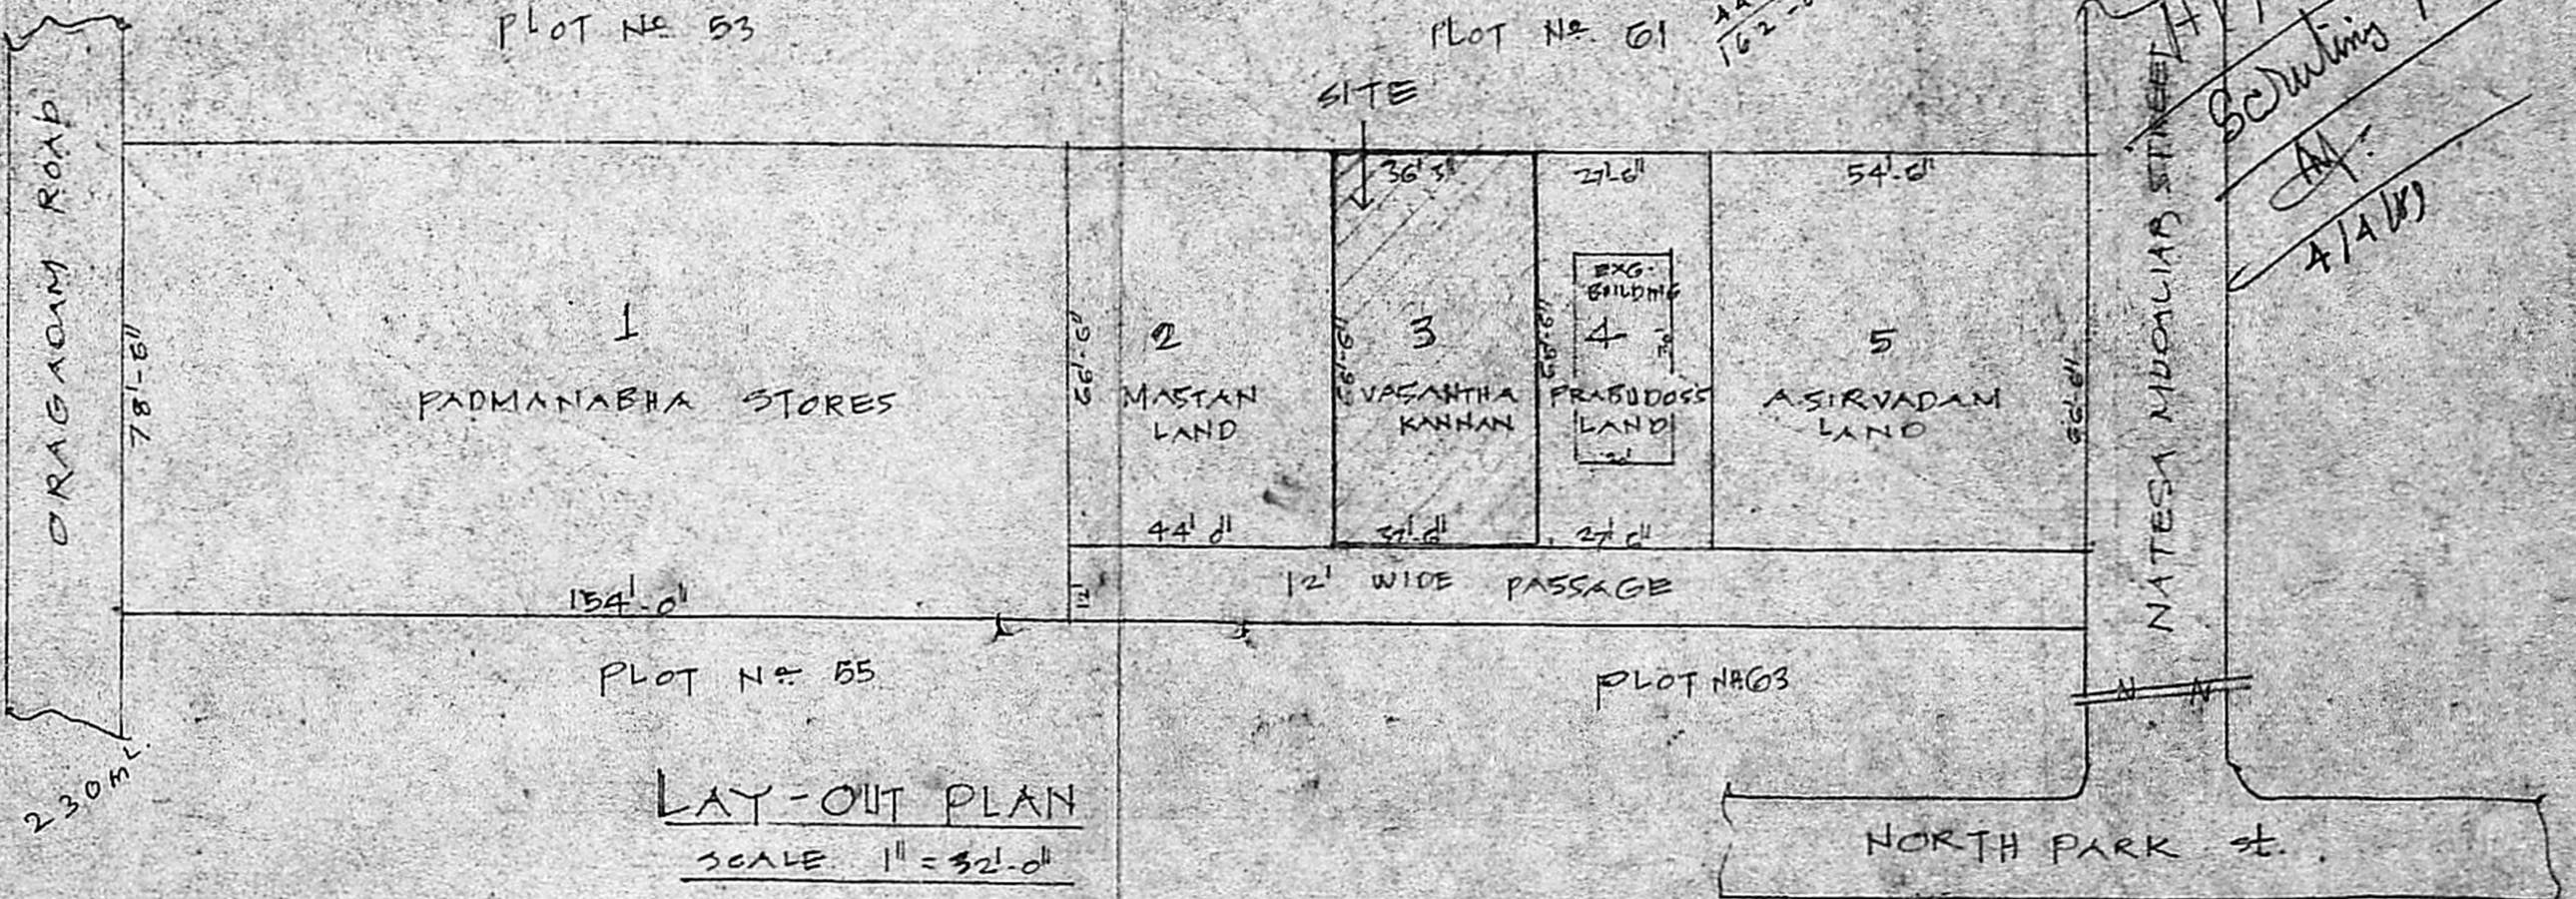 PLOT Nº 53
PLOT Nº 61
162-0
SITE
Scrutiny
4/4/89
ORAGADAM ROAD
78'-6"
1
PADMANABHA STORES
154'-0"
66'-6"
2
MASTAN
LAND
44'0"
12'
36'3"
66'-6"
3
VASANTHA
KANNAN
37'-6"
66'-6"
27'-6"
EXG.
BUILDING
4
PRABUDOSS
LAND
27'6"
54'-6"
5
ASIRVADAM
LAND
66'-6"
NATESA MUDALIAR STREET
12' WIDE PASSAGE
PLOT Nº 55
PLOT Nº 63
230 mL.
LAY-OUT PLAN
SCALE 1" = 32'-0"
NORTH PARK st.